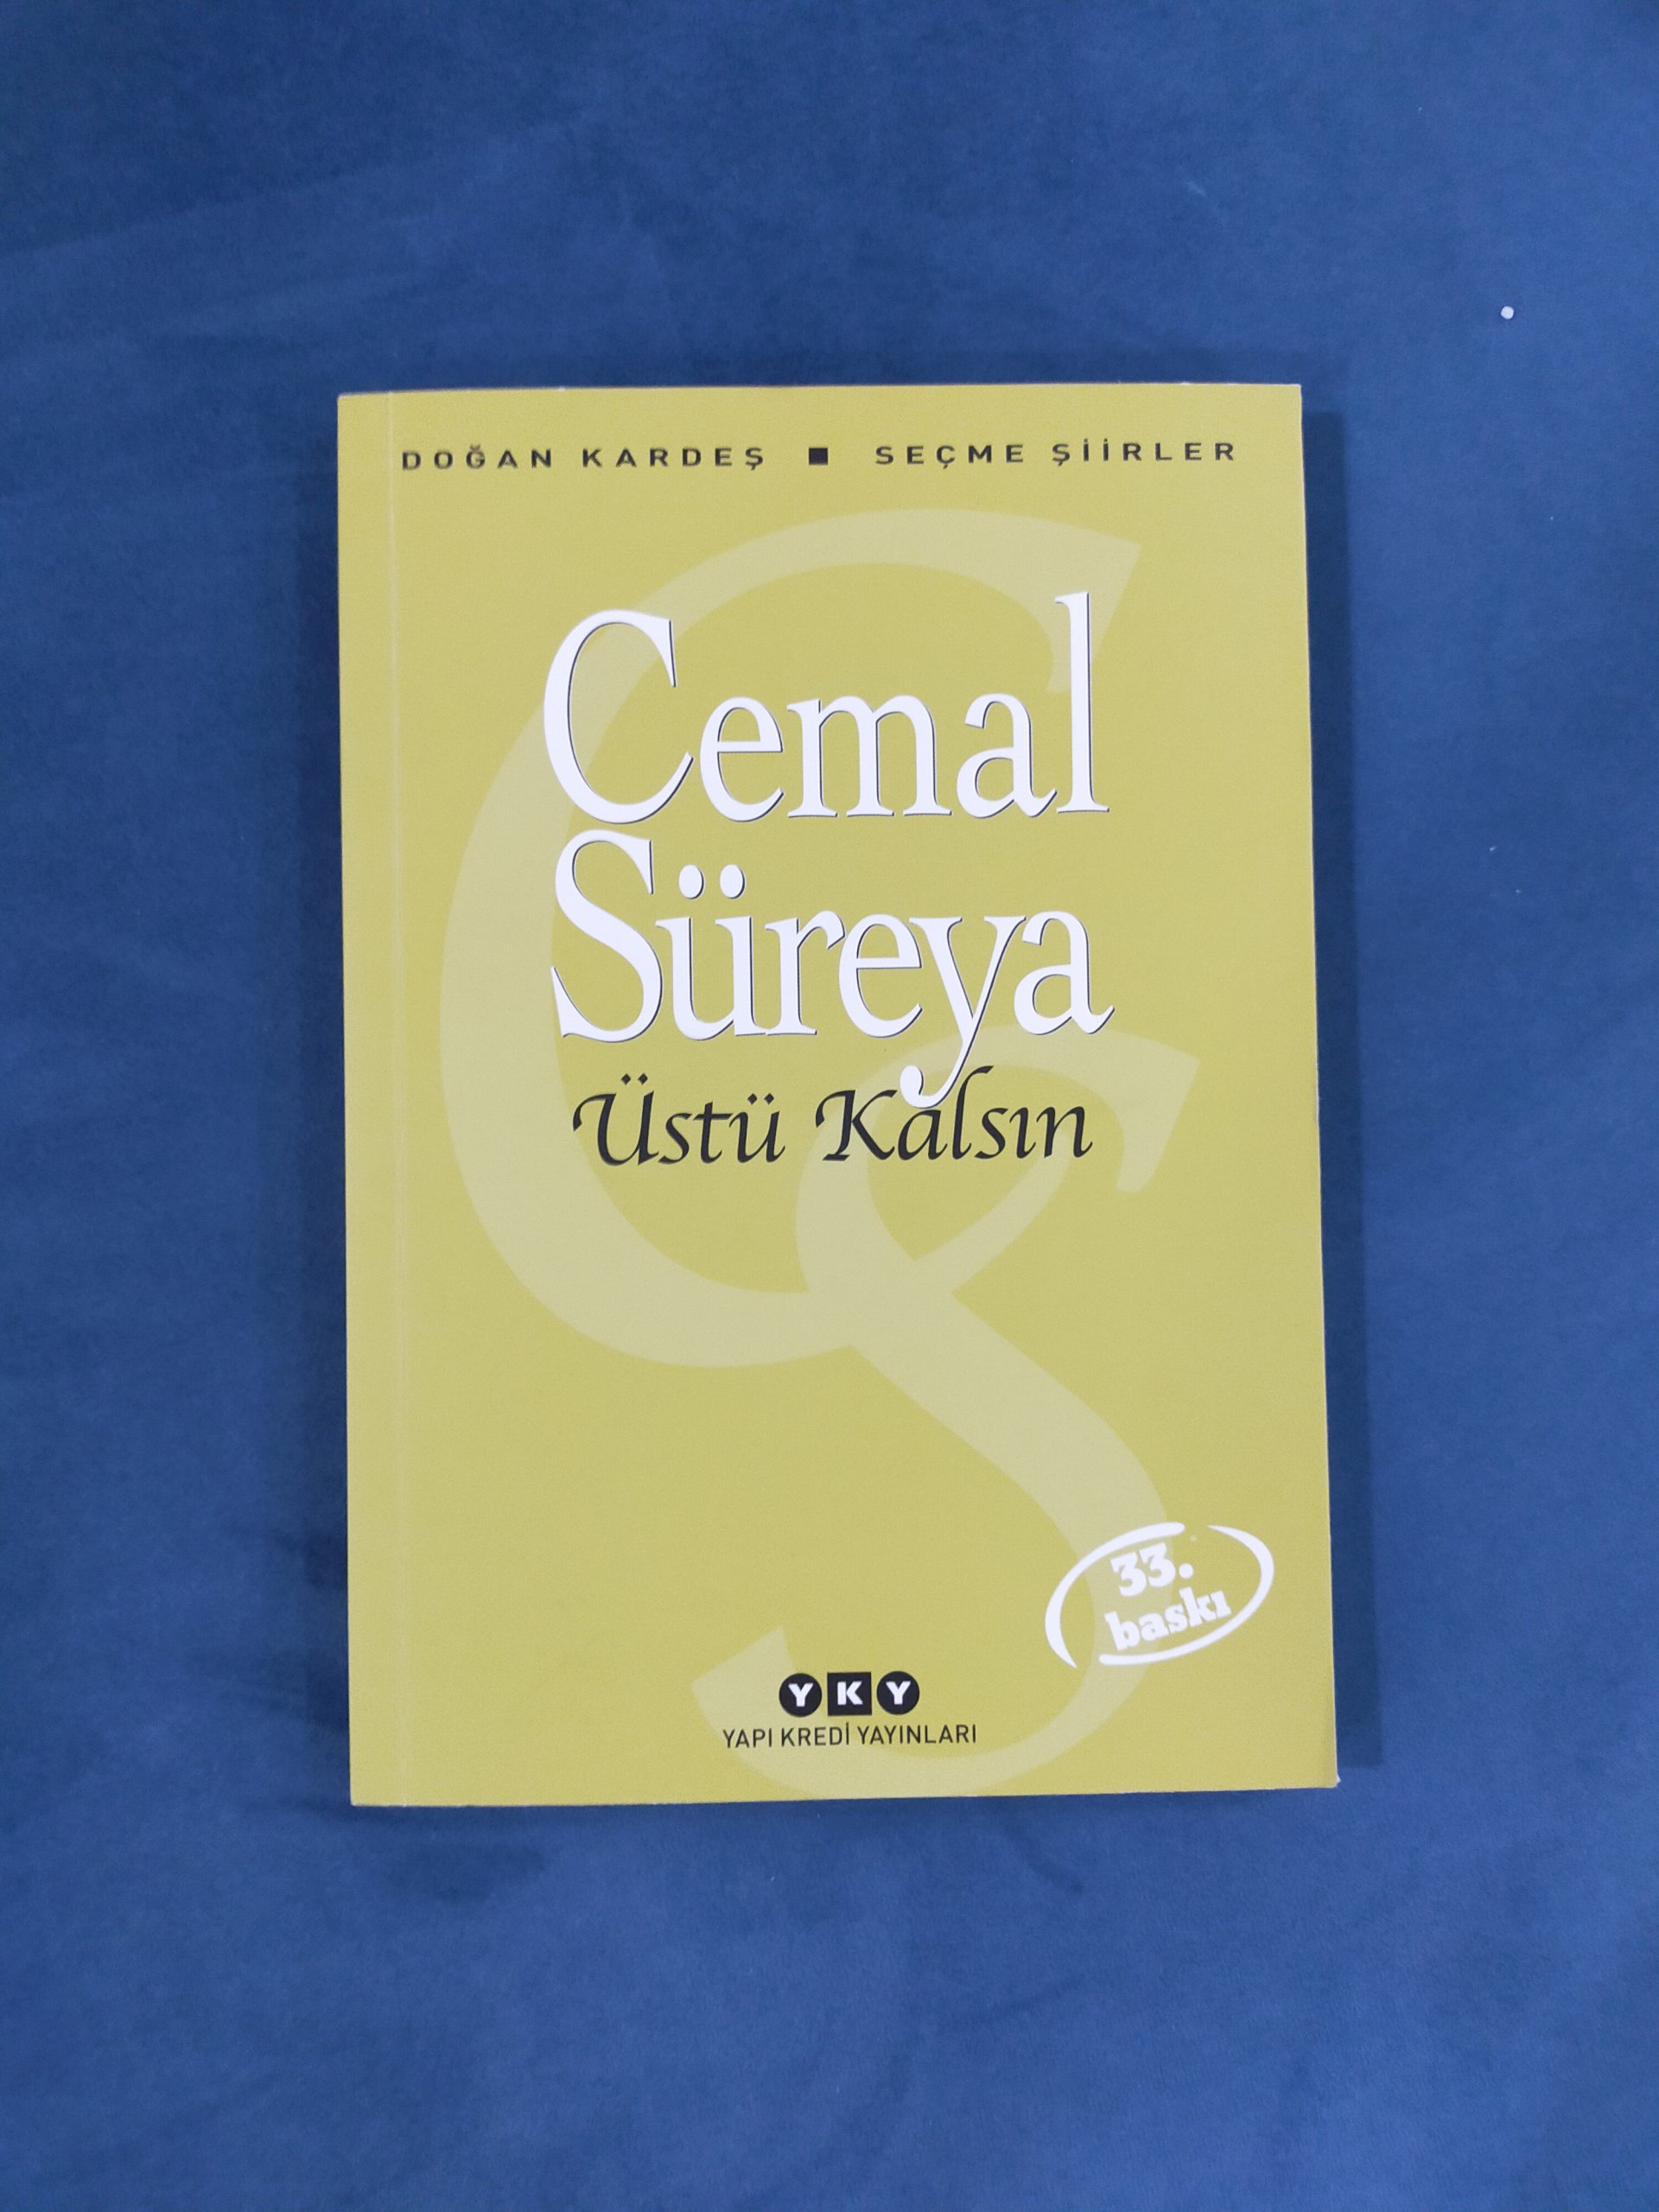 DOĞAN KARDEŞ ■ SEÇME ŞİİRLER
Cemal
Süreya
Üstü Kalsın
33.
baskı
YKY
YAPI KREDİ YAYINLARI